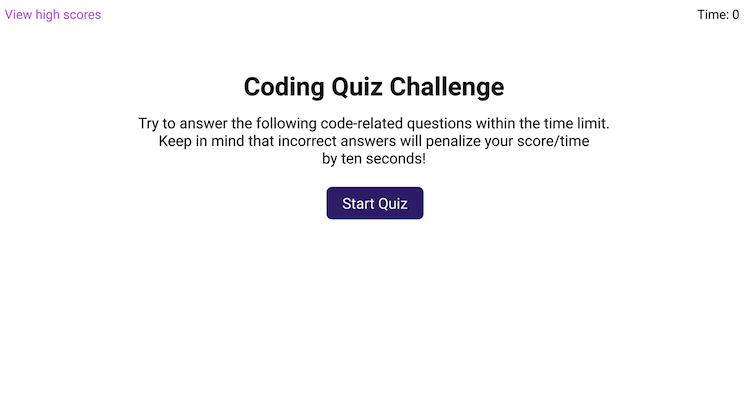 View high scores
Time: 0
Coding Quiz Challenge
Try to answer the following code-related questions within the time limit.
Keep in mind that incorrect answers will penalize your score/time
by ten seconds!
Start Quiz